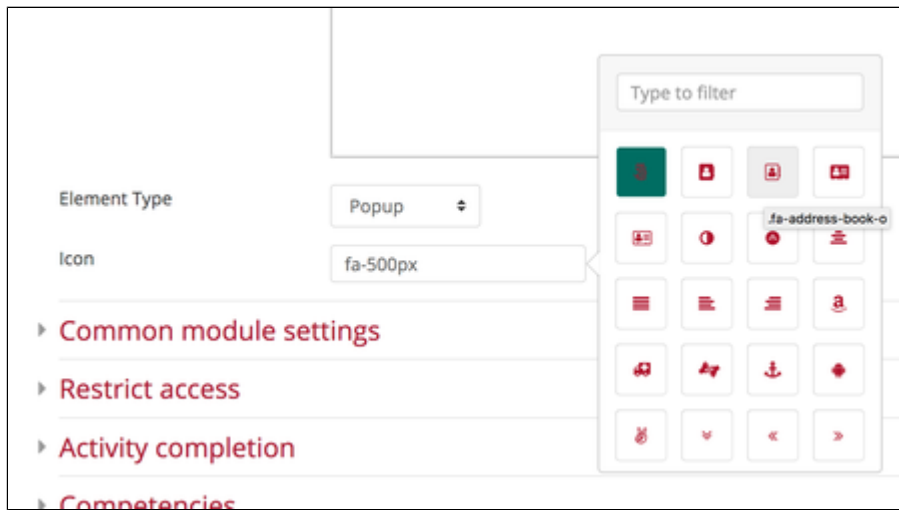 Type to filter
Element Type
Popup
.fa-address-book-o
Icon
fa-500px
Common module settings
Restrict access
Activity completion
Competencies